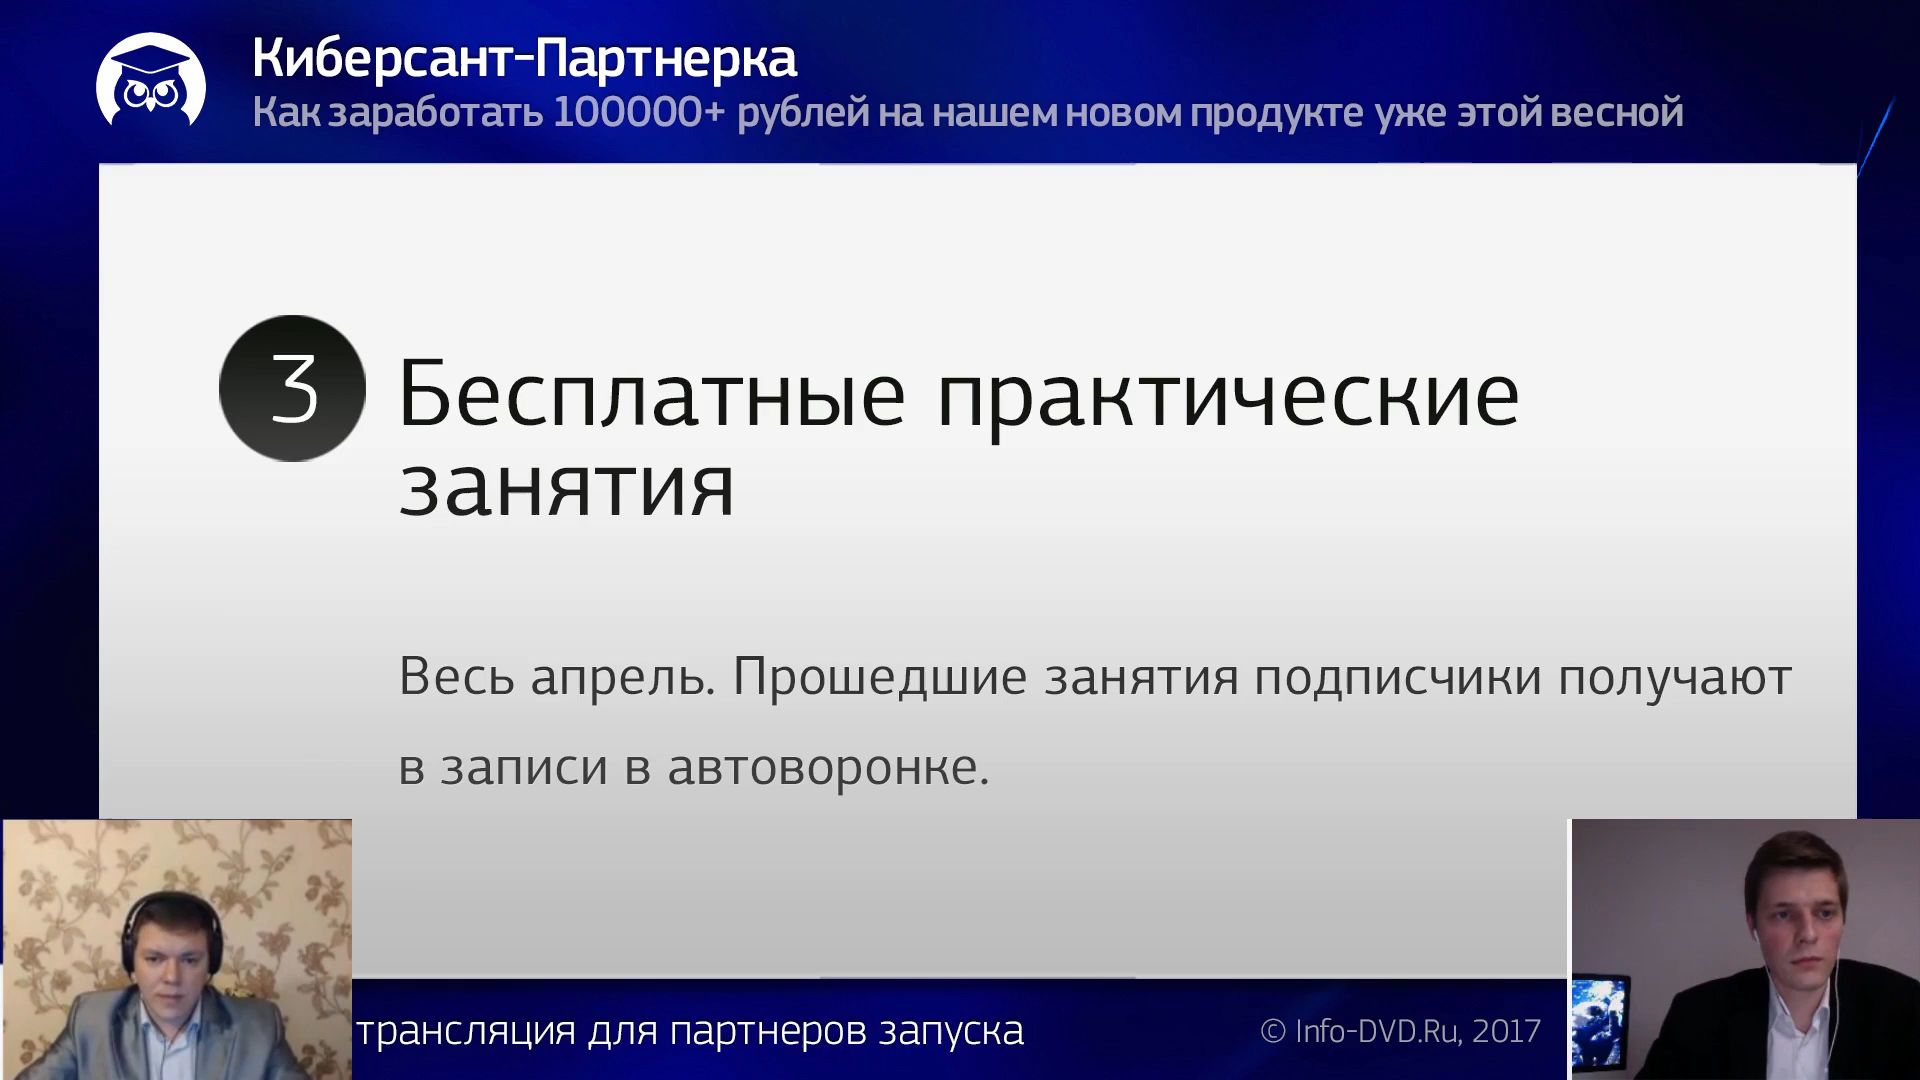 Киберсант-Партнерка
Как заработать 100000+ рублей на нашем новом продукте уже этой весной
3
Бесплатные практические
занятия
Весь апрель. Прошедшие занятия подписчики получают
в записи в автоворонке.
трансляция для партнеров запуска
© Info-DVD.Ru, 2017